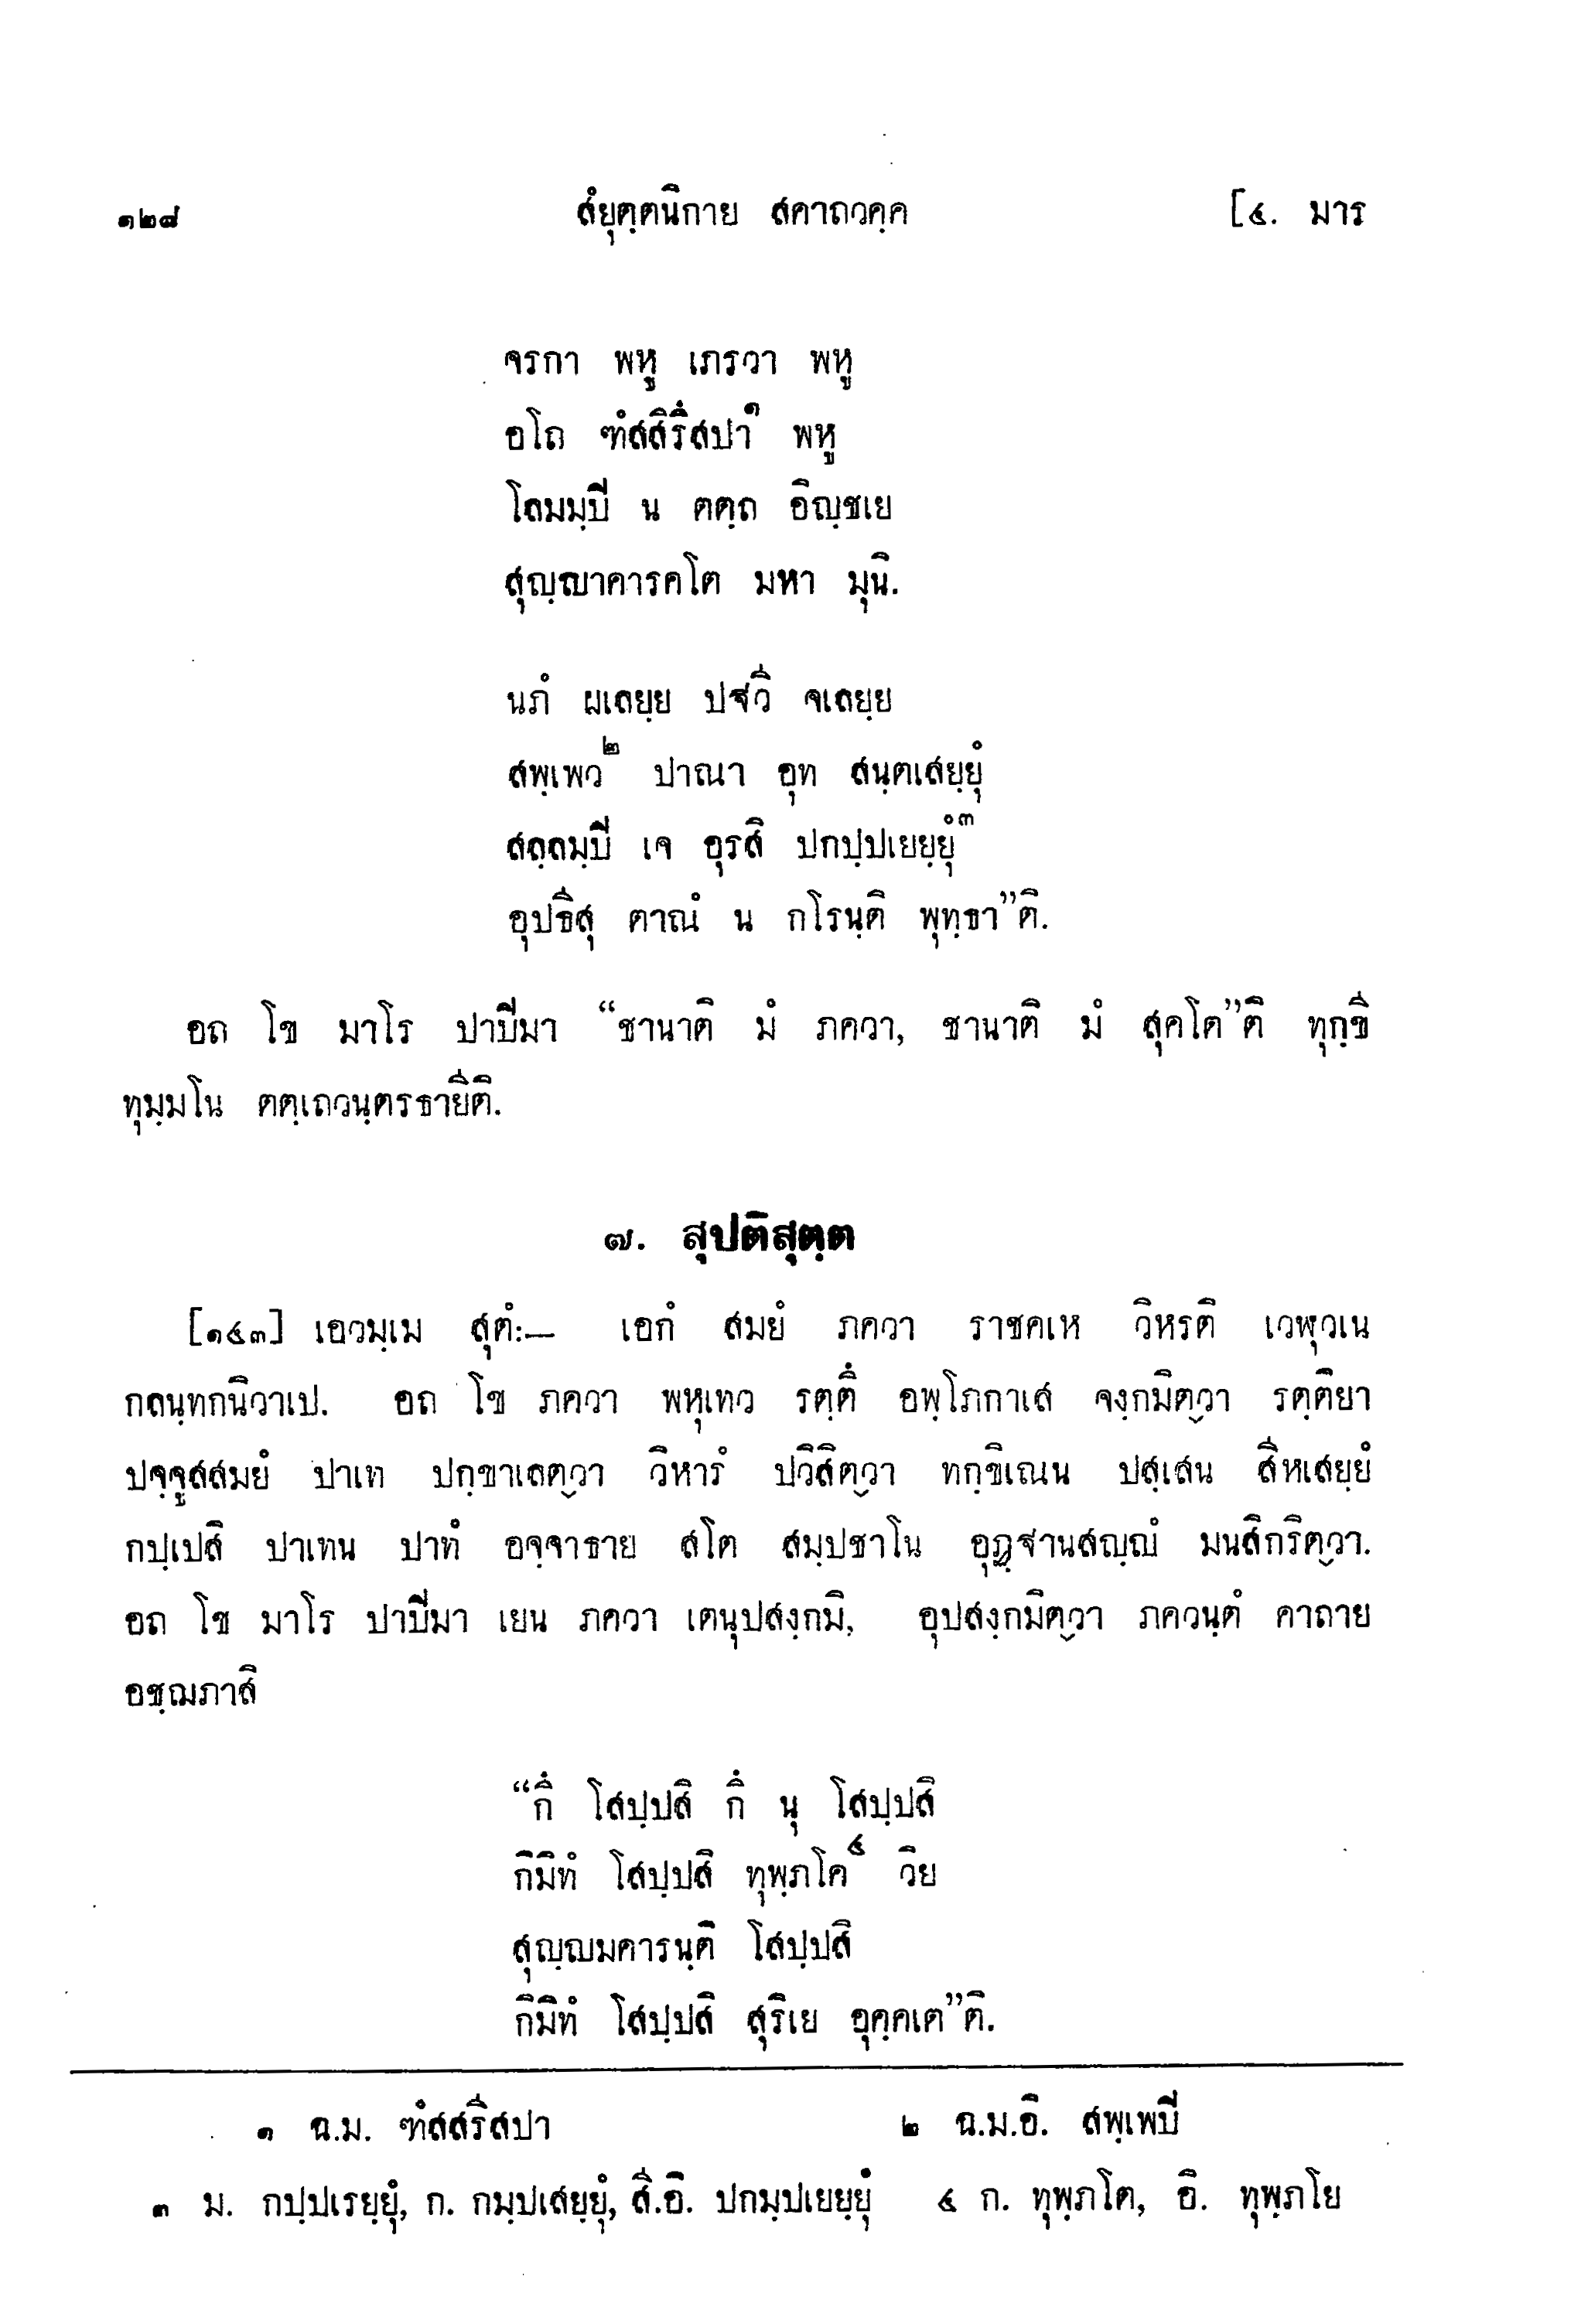 ๑๒๘ สํยุตฺตนิกาย สคาถวคฺค [๔. มาร
จรกา พหู เภรวา พหู
อโถ ฑํสสิรึสปา๑ พหู
โลมมฺปิ น ตตฺถ อิญฺชเย
สุญฺญาคารคโต มหา มุนิ.
นภํ ผเลยฺย ปฐวี จเลยฺย
สพฺเพว๒ ปาณา อุท สนฺตเสยฺยุํ
สลฺลมฺปิ เจ อุรสิ ปกปฺปเยยฺยุํ๓
อุปธีสุ ตาณํ น กโรนฺติ พุทฺธา”ติ.
อถ โข มาโร ปาปิมา “ชานาติ มํ ภควา, ชานาติ มํ สุคโต”ติ ทุกฺขี
ทุมฺมโน ตตฺเถวนฺตรธายีติ.
๗. สุปติสุตฺต
[๑๔๓] เอวมฺเม สุตํ:— เอกํ สมยํ ภควา ราชคเห วิหรติ เวฬุวเน
กลนฺทกนิวาเป. อถ โข ภควา พหุเทว รตฺตึ อพฺโภกาเส จงฺกมิตฺวา รตฺติยา
ปจฺจูสสมยํ ปาเท ปกฺขาเลตฺวา วิหารํ ปวิสิตฺวา ทกฺขิเณน ปสฺเสน สีหเสยฺยํ
กปฺเปสิ ปาเทน ปาทํ อจฺจาธาย สโต สมฺปชาโน อุฏฺฐานสญฺญํ มนสิกริตฺวา.
อถ โข มาโร ปาปิมา เยน ภควา เตนุปสงฺกมิ, อุปสงฺกมิตฺวา ภควนฺตํ คาถาย
อชฺฌภาสิ
“กึ โสปฺปสิ กึ นุ โสปฺปสิ
กิมิทํ โสปฺปสิ ทุพฺภโค๔ วิย
สุญฺญมคารนฺติ โสปฺปสิ
กิมิทํ โสปฺปสิ สุริเย อุคฺคเต”ติ.
๑ ฉ.ม. ฑํสสรีสปา ๒ ฉ.ม.อิ. สพฺเพปิ
๓ ม. กปฺปเรยฺยุํ, ก. กมฺปเสยฺยุํ, สี.อิ. ปกมฺปเยยฺยุํ ๔ ก. ทุพฺภโต, อิ. ทุพฺภโย